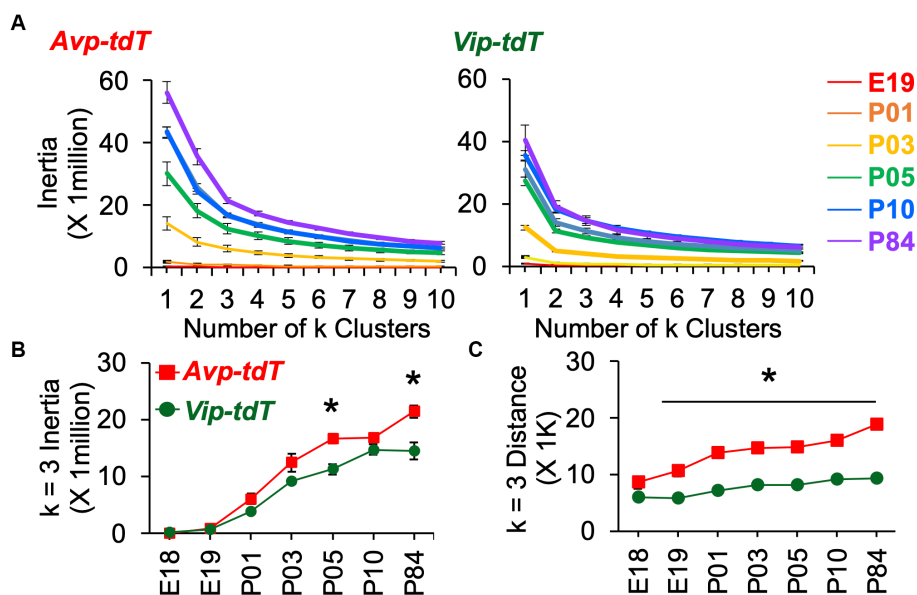 A
Avp-tdT
Vip-tdT
Inertia
(X 1million)
60
40
20
0
1 2 3 4 5 6 7 8 9 10
Number of k Clusters
60
40
20
0
1 2 3 4 5 6 7 8 9 10
Number of k Clusters
E19
P01
P03
P05
P10
P84
B
k = 3 Inertia
(X 1million)
30
20
10
0
Avp-tdT
Vip-tdT
*
*
E18 E19 P01 P03 P05 P10 P84
C
k = 3 Distance
(X 1K)
30
20
10
0
*
E18 E19 P01 P03 P05 P10 P84